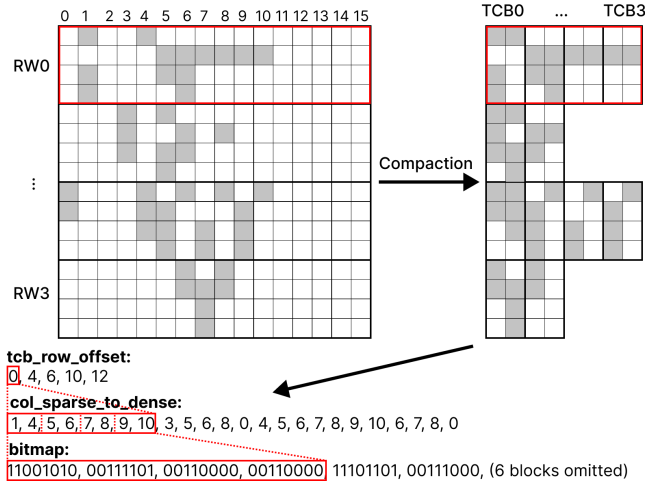 0 1 2 3 4 5 6 7 8 9 10 11 12 13 14 15
TCB0 ... TCB3
RW0
Compaction
...
RW3
tcb_row_offset:
0, 4, 6, 10, 12
col_sparse_to_dense:
1, 4, 5, 6, 7, 8, 9, 10, 3, 5, 6, 8, 0, 4, 5, 6, 7, 8, 9, 10, 6, 7, 8, 0
bitmap:
11001010, 00111101, 00110000, 00110000, 11101101, 00111000, (6 blocks omitted)